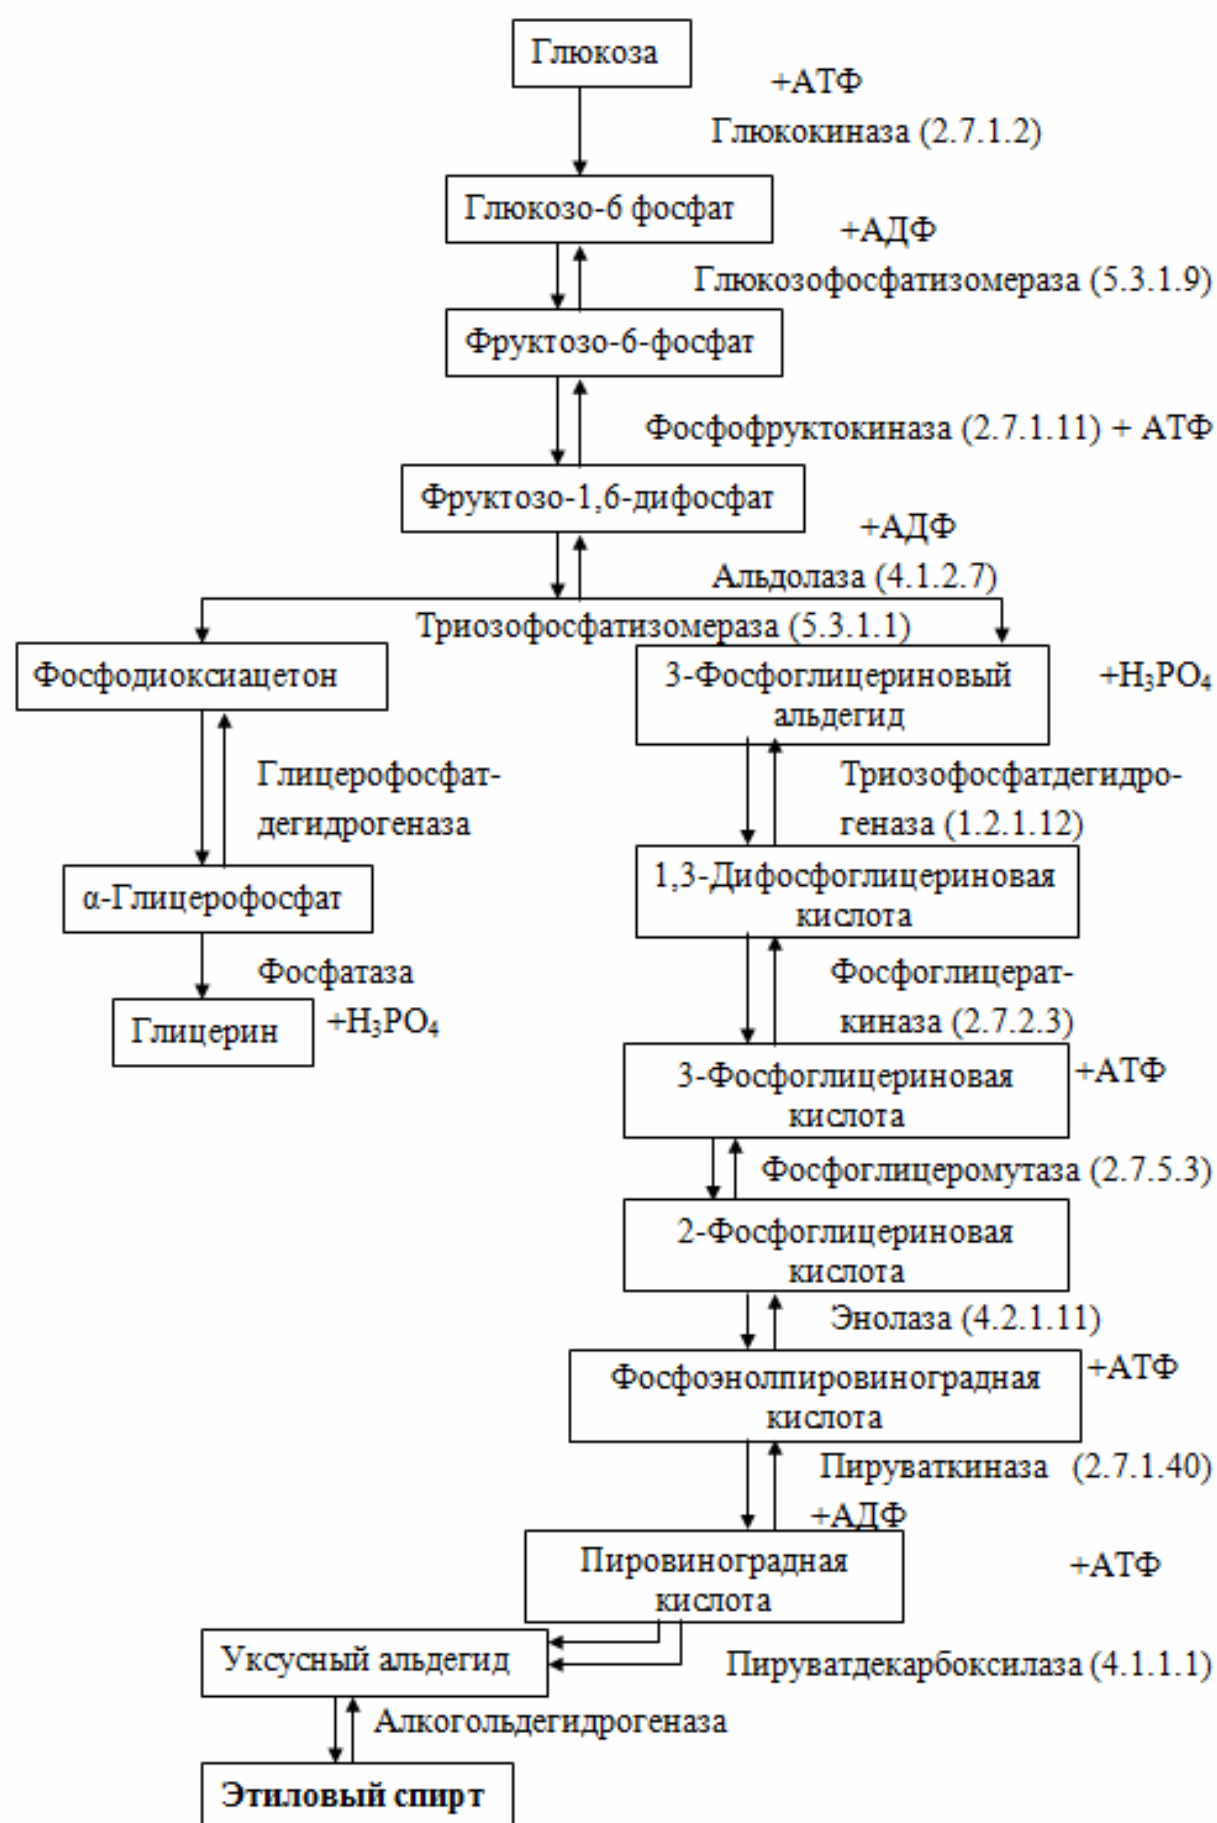 Глюкоза
+АТФ
Глюкокиназа (2.7.1.2)
Глюкозо-6 фосфат
+АДФ
Глюкозофосфатизомераза (5.3.1.9)
Фруктозо-6-фосфат
Фосфофруктокиназа (2.7.1.11) + АТФ
Фруктозо-1,6-дифосфат
+АДФ
Альдолаза (4.1.2.7)
Триозофосфатизомераза (5.3.1.1)
Фосфодиоксиацетон
3-Фосфоглицериновый
альдегид
+H₃PO₄
Глицерофосфат-
дегидрогеназа
Триозофосфатдегидро-
геназа (1.2.1.12)
α-Глицерофосфат
1,3-Дифосфоглицериновая
кислота
Фосфатаза
Глицерин
+H₃PO₄
Фосфоглицерат-
киназа (2.7.2.3)
3-Фосфоглицериновая
кислота
+АТФ
Фосфоглицеромутаза (2.7.5.3)
2-Фосфоглицериновая
кислота
Энолаза (4.2.1.11)
Фосфоэнолпировиноградная
кислота
+АТФ
Пируваткиназа (2.7.1.40)
+АДФ
Пировиноградная
кислота
+АТФ
Уксусный альдегид
Пируватдекарбоксилаза (4.1.1.1)
Алкогольдегидрогеназа
Этиловый спирт